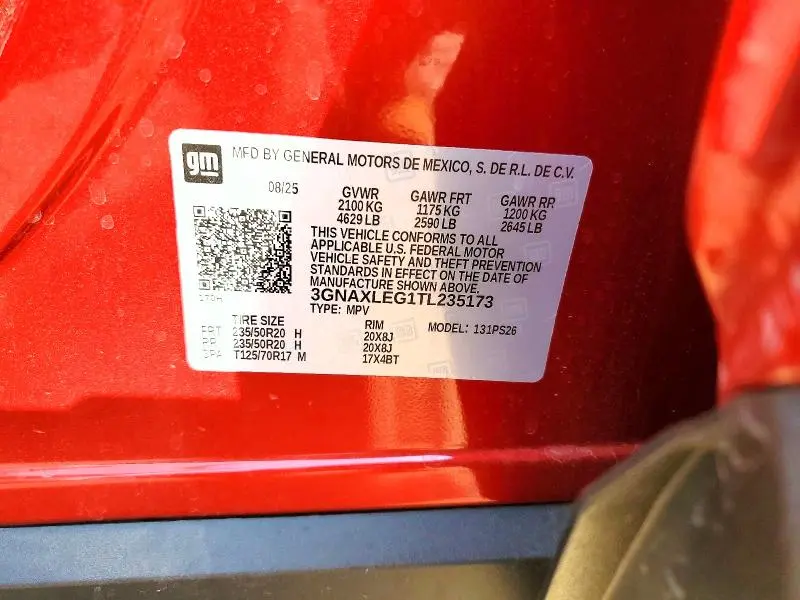 gm MFD BY GENERAL MOTORS DE MEXICO, S. DE R.L. DE C.V.
08/25 GVWR GAWR FRT GAWR RR
2100 KG 1175 KG 1200 KG
4629 LB 2590 LB 2645 LB
THIS VEHICLE CONFORMS TO ALL
APPLICABLE U.S. FEDERAL MOTOR
VEHICLE SAFETY AND THEFT PREVENTION
STANDARDS IN EFFECT ON THE DATE OF
MANUFACTURE SHOWN ABOVE.
3GNAXLEG1TL235173
TYPE: MPV
TIRE SIZE RIM MODEL: 131PS26
FRT 235/50R20 H 20X8J
RR 235/50R20 H 20X8J
SPA T125/70R17 M 17X4BT